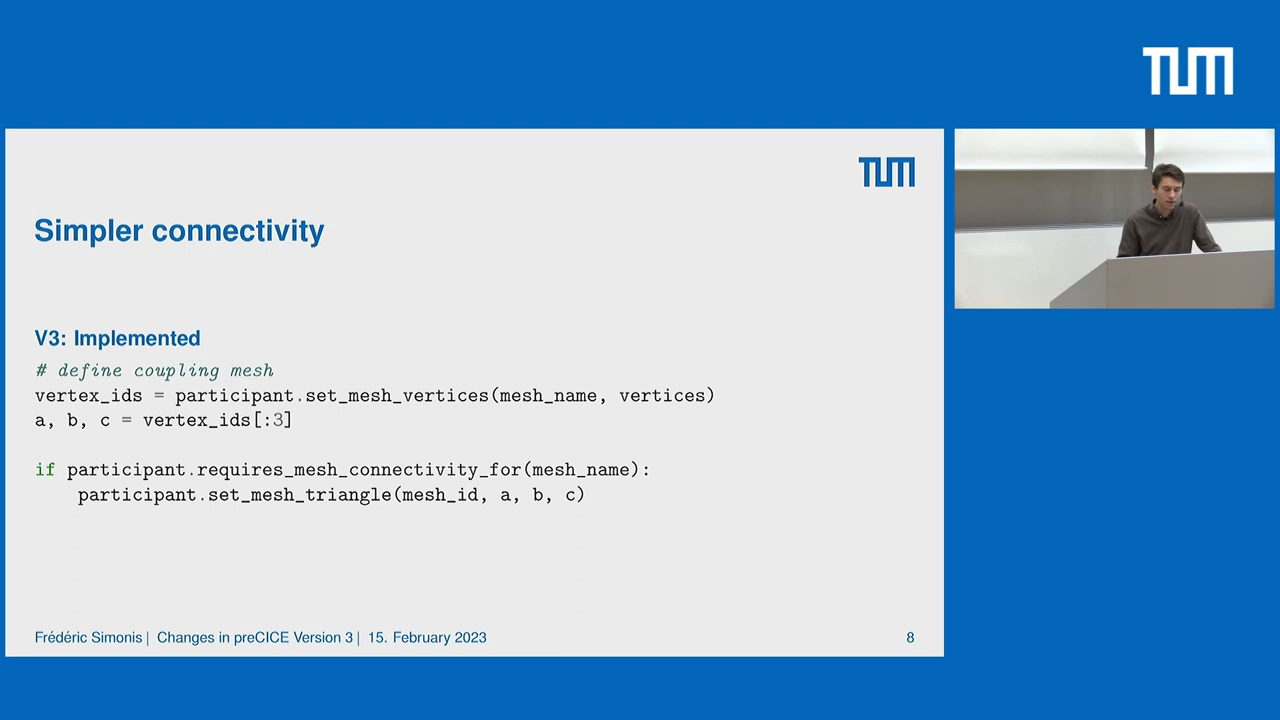 TUM
TUM
Simpler connectivity
V3: Implemented
# define coupling mesh
vertex_ids = participant.set_mesh_vertices(mesh_name, vertices)
a, b, c = vertex_ids[:3]
if participant.requires_mesh_connectivity_for(mesh_name):
    participant.set_mesh_triangle(mesh_id, a, b, c)
Frédéric Simonis | Changes in preCICE Version 3 | 15. February 2023
8